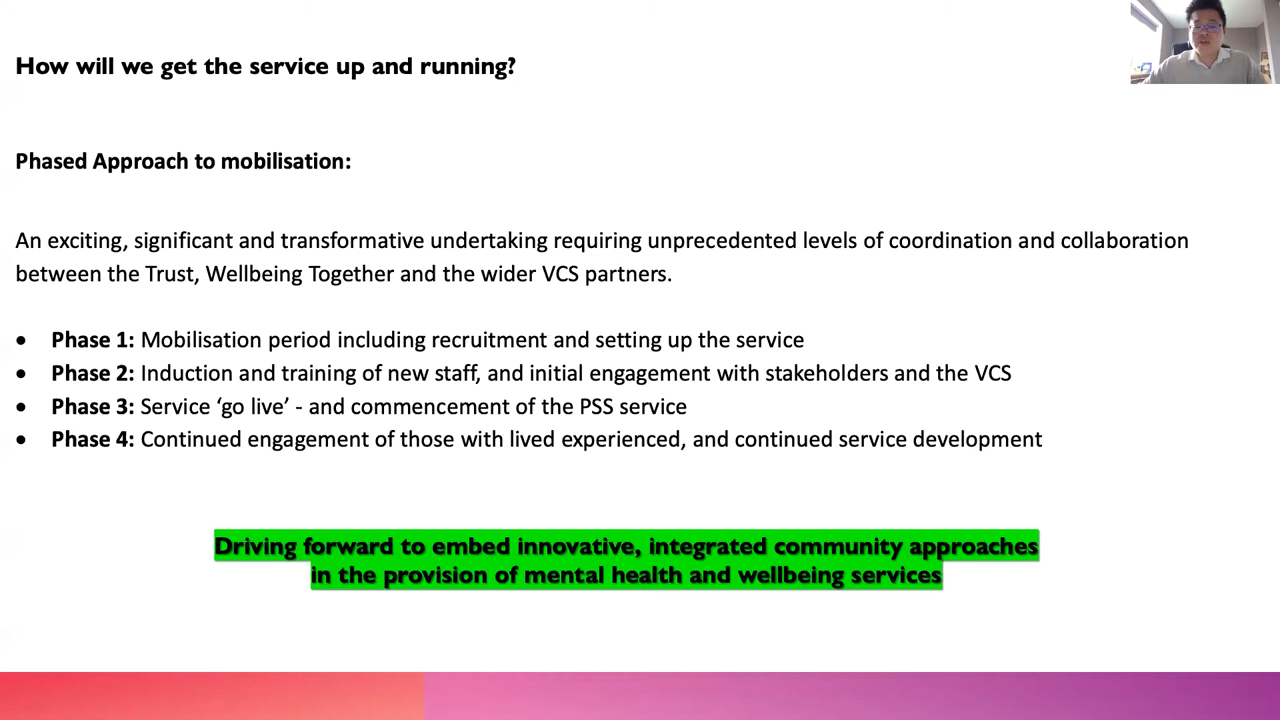 How will we get the service up and running?
Phased Approach to mobilisation:
An exciting, significant and transformative undertaking requiring unprecedented levels of coordination and collaboration
between the Trust, Wellbeing Together and the wider VCS partners.
• Phase 1: Mobilisation period including recruitment and setting up the service
• Phase 2: Induction and training of new staff, and initial engagement with stakeholders and the VCS
• Phase 3: Service ‘go live’ - and commencement of the PSS service
• Phase 4: Continued engagement of those with lived experienced, and continued service development
Driving forward to embed innovative, integrated community approaches
in the provision of mental health and wellbeing services